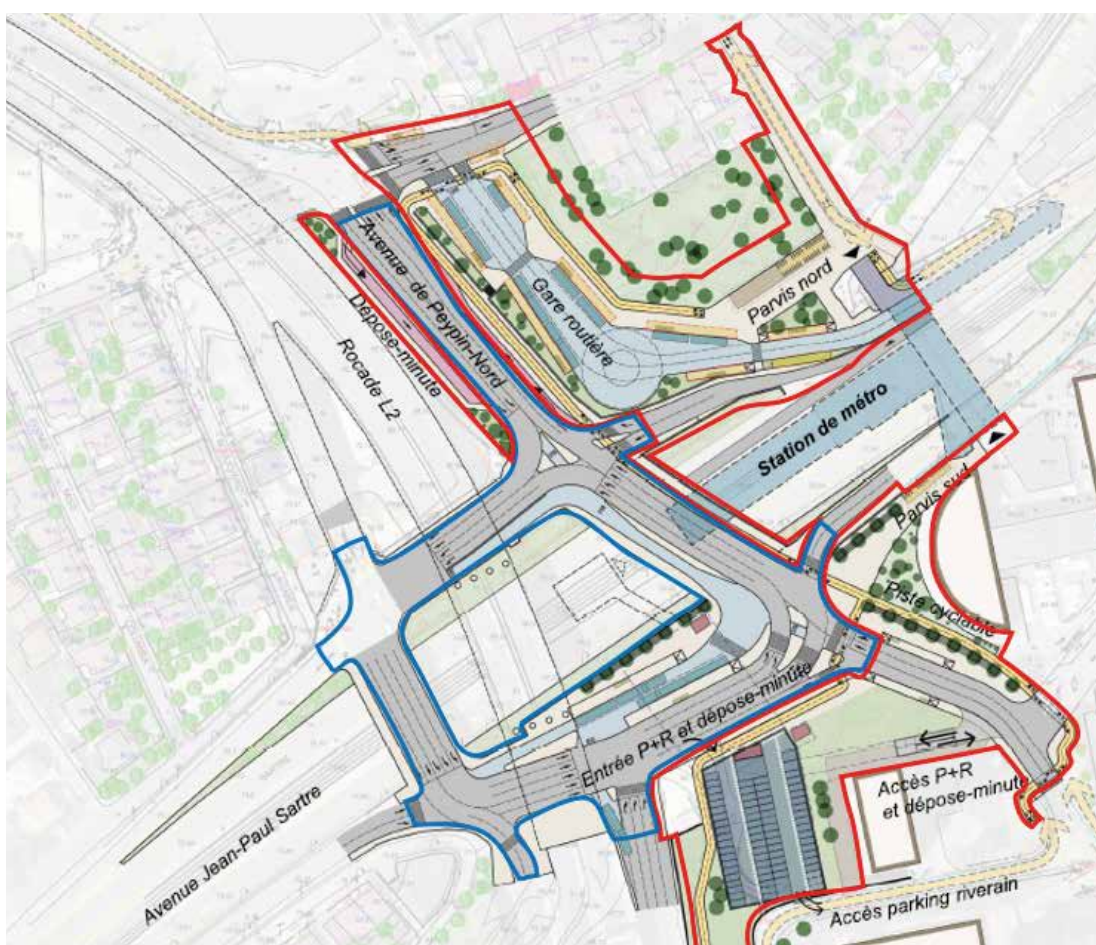 Avenue de Peypin-Nord
Dépose-minute
Rocade L2
Gare routière
Parvis nord
Station de métro
Parvis sud
Piste cyclable
Entrée P+R et dépose-minute
Accès P+R
et dépose-minute
Avenue Jean-Paul Sartre
Accès parking riverain